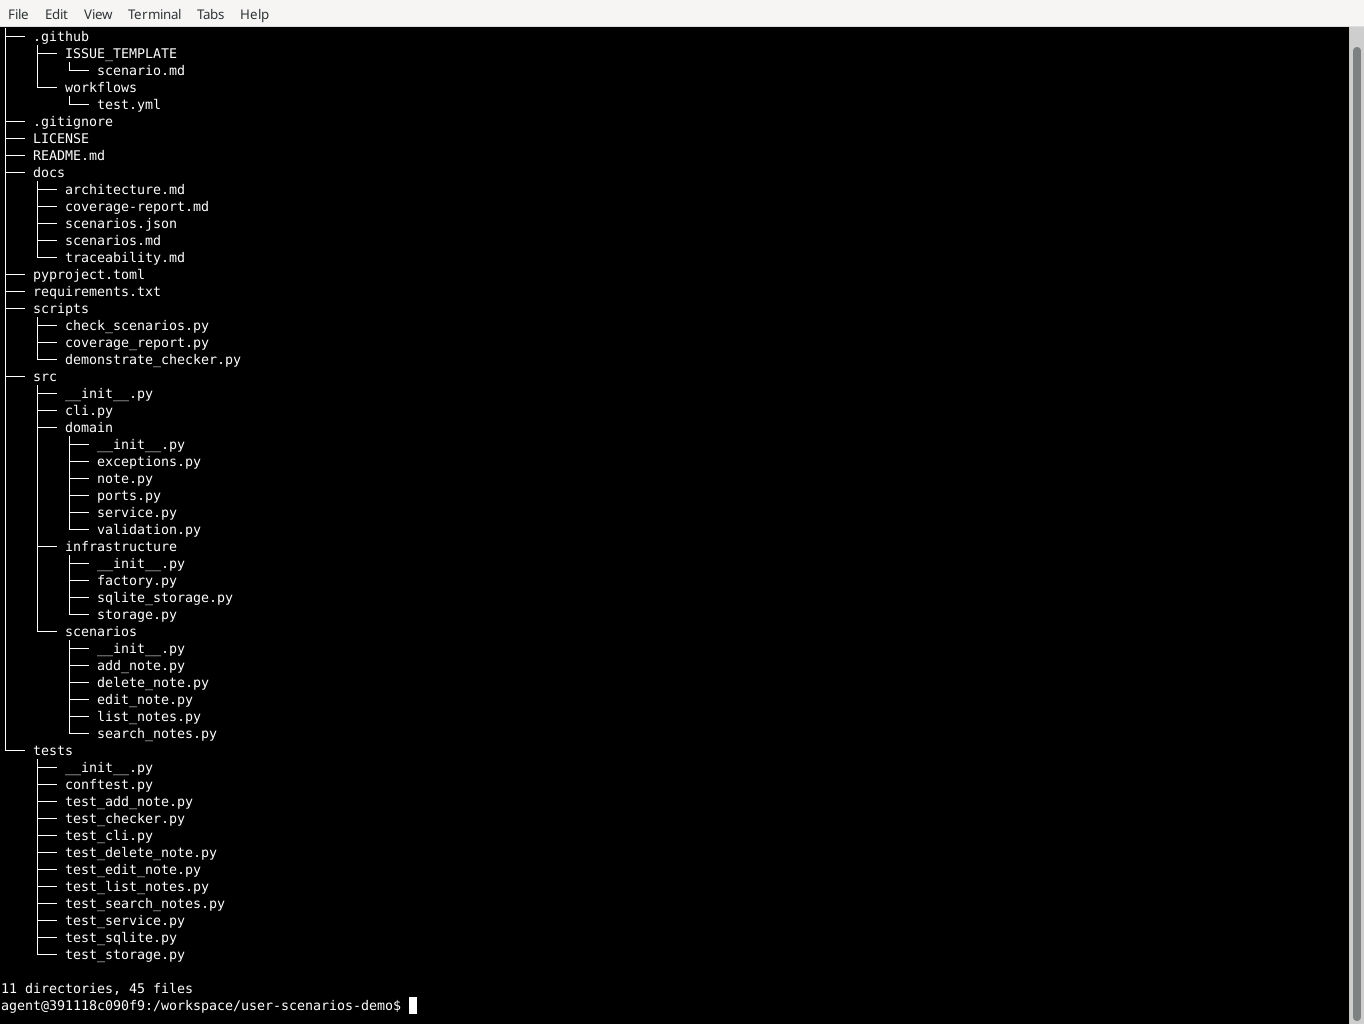 File Edit View Terminal Tabs Help
├── .github
│   ├── ISSUE_TEMPLATE
│   │   └── scenario.md
│   └── workflows
│       └── test.yml
├── .gitignore
├── LICENSE
├── README.md
├── docs
│   ├── architecture.md
│   ├── coverage-report.md
│   ├── scenarios.json
│   ├── scenarios.md
│   └── traceability.md
├── pyproject.toml
├── requirements.txt
├── scripts
│   ├── check_scenarios.py
│   ├── coverage_report.py
│   └── demonstrate_checker.py
├── src
│   ├── __init__.py
│   ├── cli.py
│   ├── domain
│   │   ├── __init__.py
│   │   ├── exceptions.py
│   │   ├── note.py
│   │   ├── ports.py
│   │   ├── service.py
│   │   └── validation.py
│   ├── infrastructure
│   │   ├── __init__.py
│   │   ├── factory.py
│   │   ├── sqlite_storage.py
│   │   └── storage.py
│   └── scenarios
│       ├── __init__.py
│       ├── add_note.py
│       ├── delete_note.py
│       ├── edit_note.py
│       ├── list_notes.py
│       └── search_notes.py
└── tests
    ├── __init__.py
    ├── conftest.py
    ├── test_add_note.py
    ├── test_checker.py
    ├── test_cli.py
    ├── test_delete_note.py
    ├── test_edit_note.py
    ├── test_list_notes.py
    ├── test_search_notes.py
    ├── test_service.py
    ├── test_sqlite.py
    └── test_storage.py

11 directories, 45 files
agent@391118c090f9:/workspace/user-scenarios-demo$